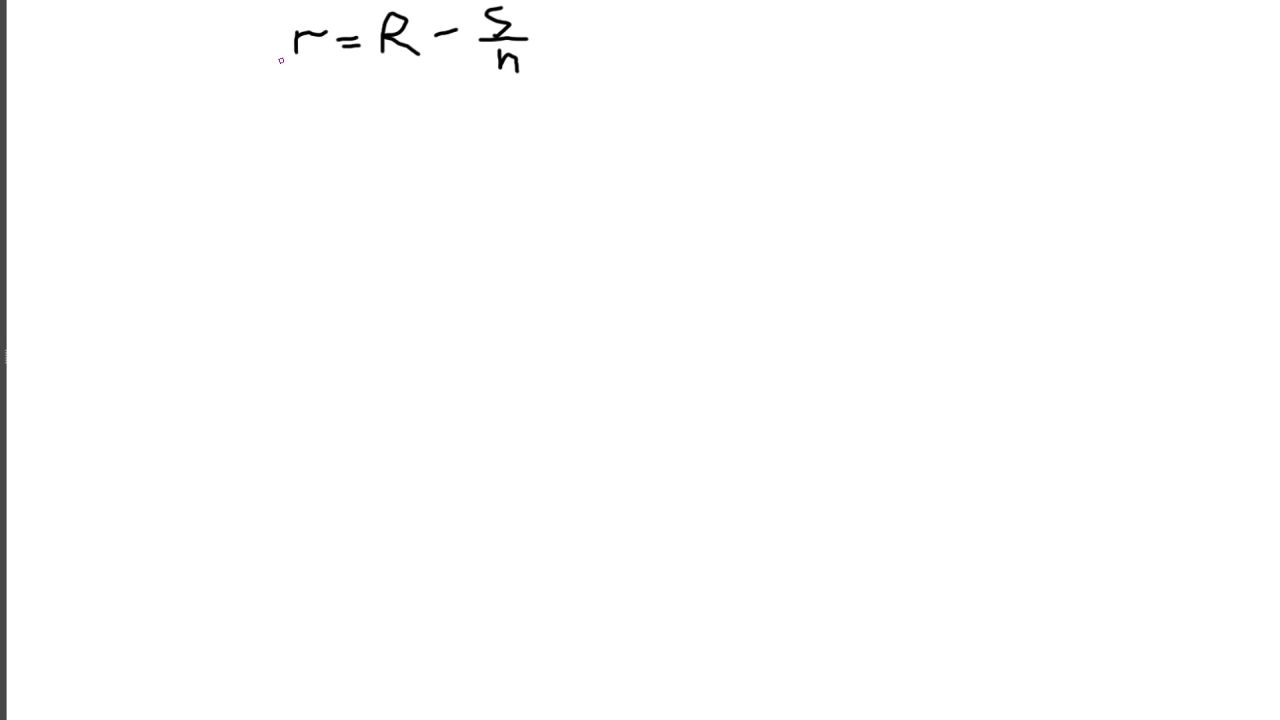 r = R - S/n